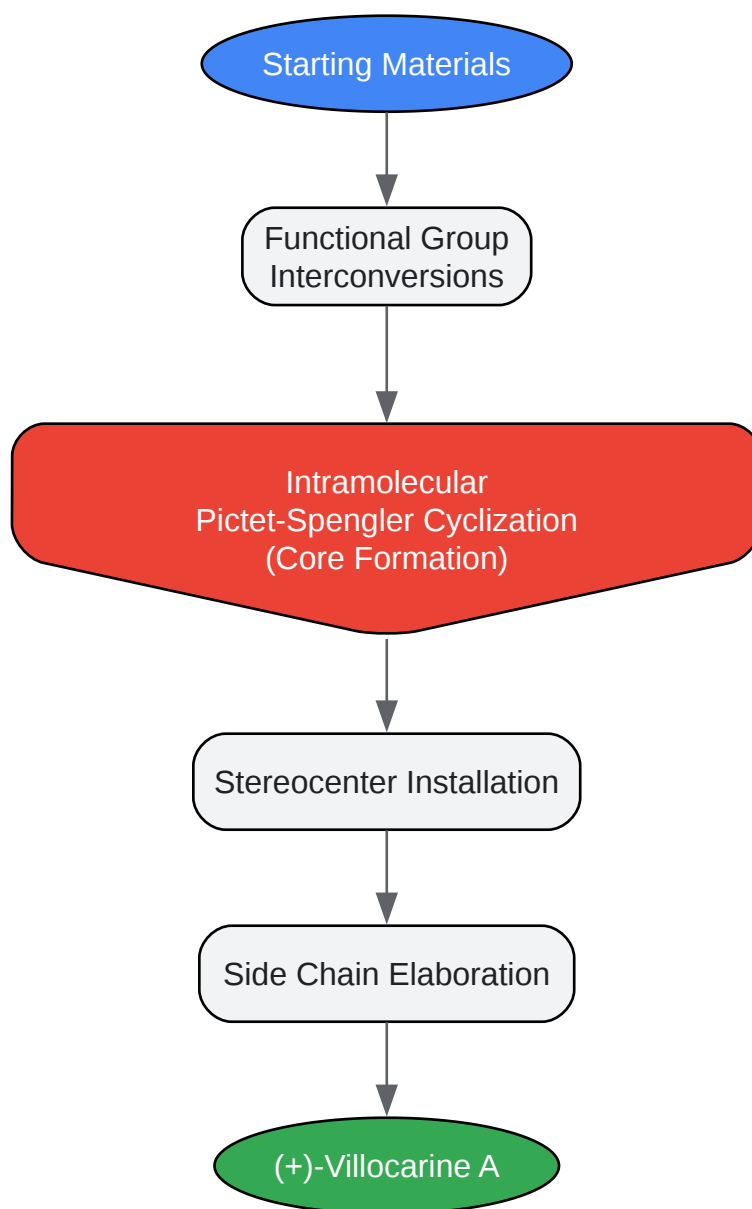 Starting Materials
Functional Group
Interconversions
Intramolecular
Pictet-Spengler Cyclization
(Core Formation)
Stereocenter Installation
Side Chain Elaboration
(+)-Villocarine A